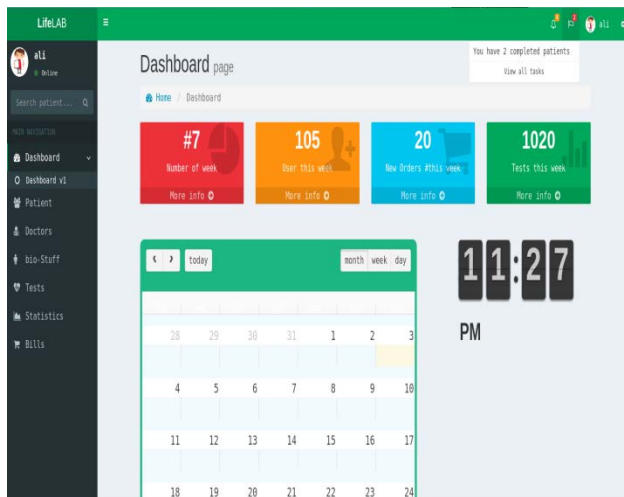 LifeLAB
ali
You have 2 completed patients
View all tasks
ali
Online
Search patient...
MAIN NAVIGATION
Dashboard
Dashboard v1
Patient
Doctors
bio-Stuff
Tests
Statistics
Bills
Dashboard page
Home / Dashboard
#7
Number of week
More info
105
User this week
More info
20
New Orders #this week
More info
1020
Tests this week
More info
today
month week day
28 29 30 31 1 2 3
4 5 6 7 8 9 10
11 12 13 14 15 16 17
18 19 20 21 22 23 24
11:27
PM